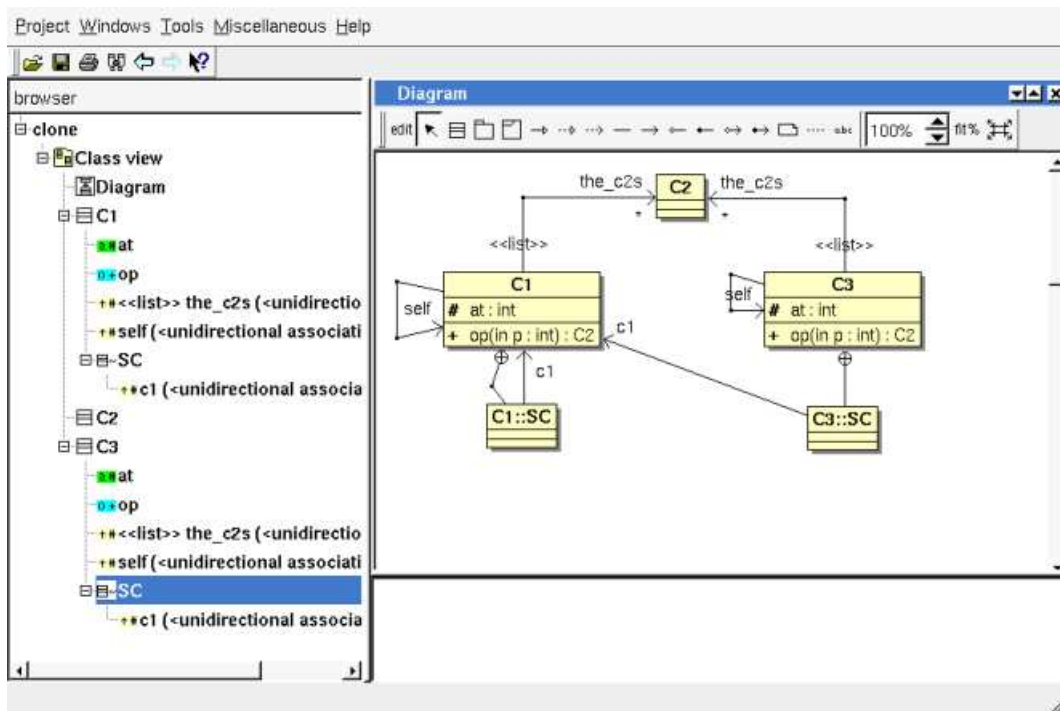 Project Windows Tools Miscellaneous Help
browser
clone
Class view
Diagram
C1
at
op
<<list>> the_c2s (<unidirectio
self (<unidirectional associati
SC
c1 (<unidirectional associa
C2
C3
at
op
<<list>> the_c2s (<unidirectio
self (<unidirectional associati
SC
c1 (<unidirectional associa
Diagram
edit abc 100% fit%
the_c2s C2 the_c2s
* *
<<list>> <<list>>
C1 C3
self # at : int self # at : int
+ op(in p : int) : C2 c1 + op(in p : int) : C2
c1
C1::SC C3::SC